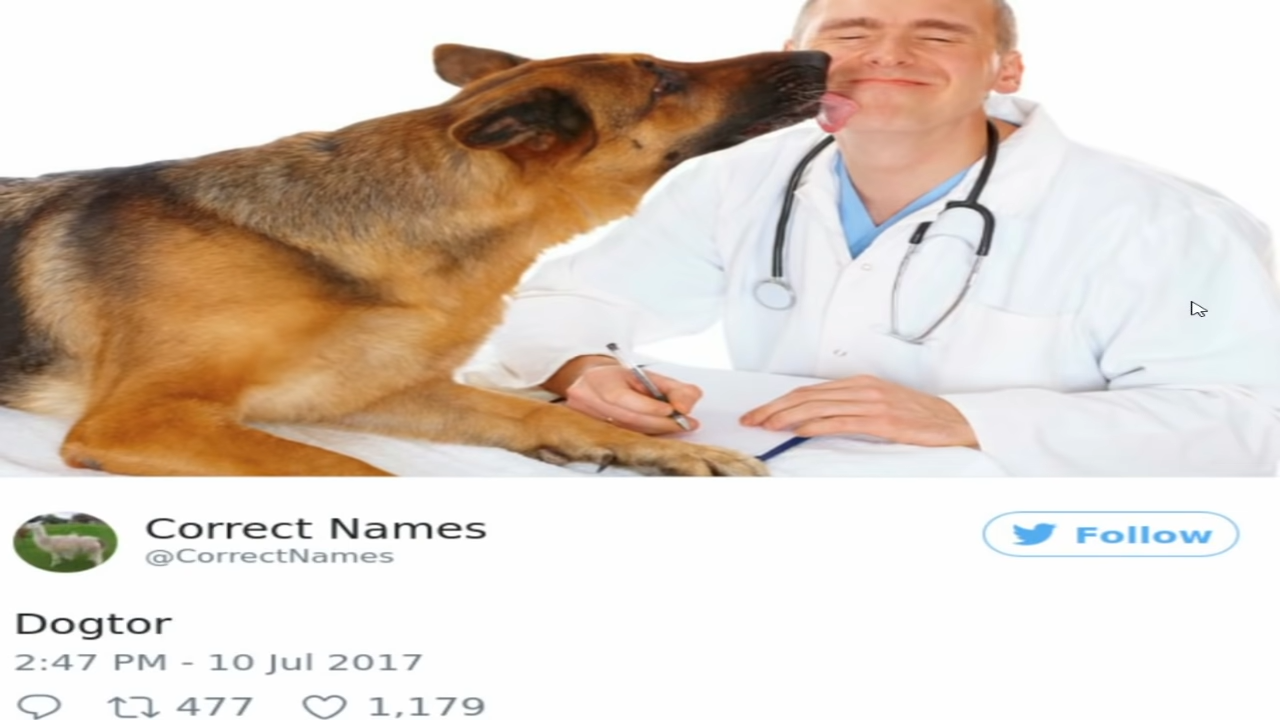 Correct Names
@CorrectNames
Follow
Dogtor
2:47 PM - 10 Jul 2017
477 1,179